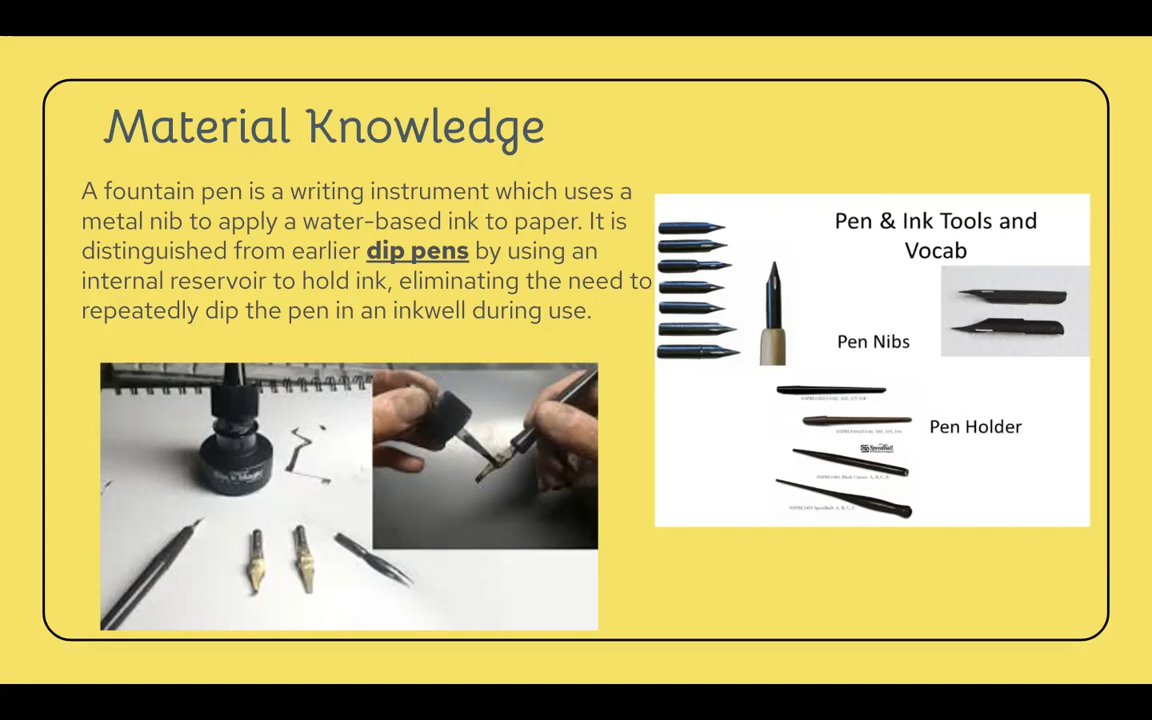 Material Knowledge
A fountain pen is a writing instrument which uses a
metal nib to apply a water-based ink to paper. It is
distinguished from earlier dip pens by using an
internal reservoir to hold ink, eliminating the need to
repeatedly dip the pen in an inkwell during use.
Pen & Ink Tools and
Vocab
Pen Nibs
Pen Holder
Speedball